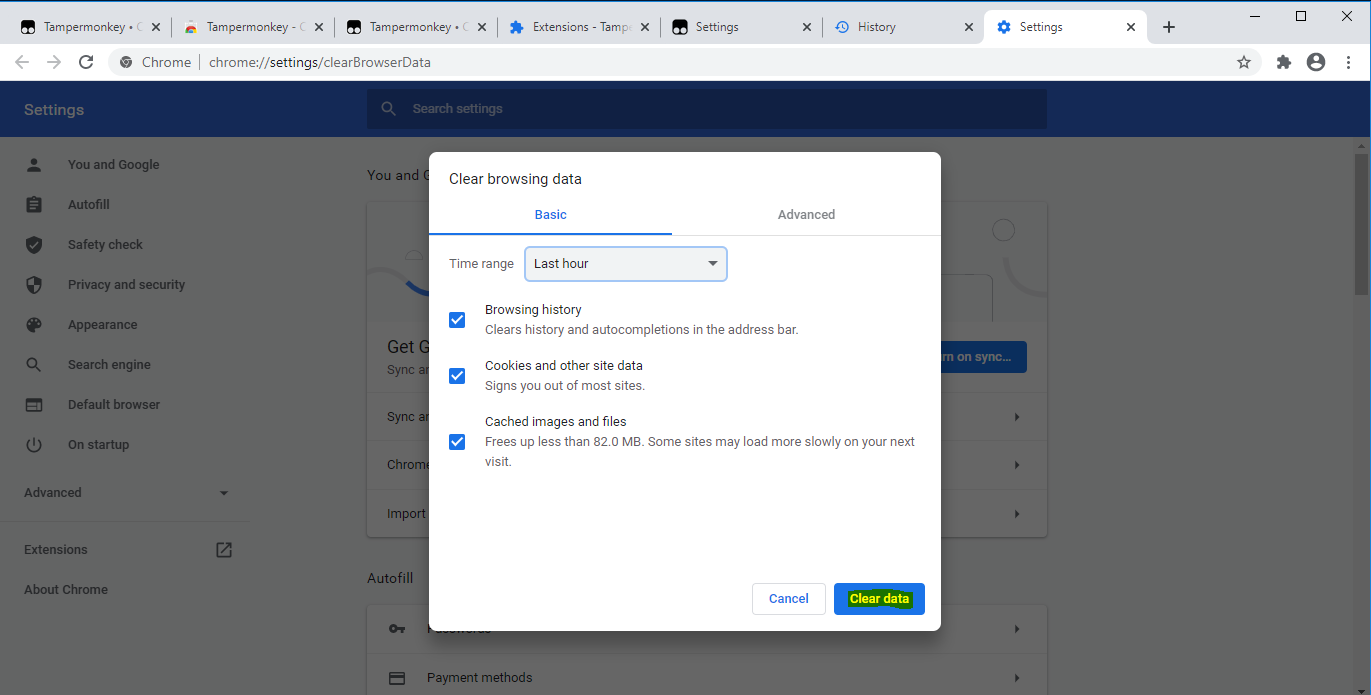 Tampermonkey • C
Tampermonkey - C
Tampermonkey • C
Extensions - Tampe
Settings
History
Settings
Chrome
chrome://settings/clearBrowserData
Settings
Search settings
You and Google
Autofill
Safety check
Privacy and security
Appearance
Search engine
Default browser
On startup
Advanced
Extensions
About Chrome
You and G
Get G
Sync an
rn on sync...
Sync an
Chrome
Import
Autofill
Passwords
Payment methods
Clear browsing data
Basic
Advanced
Time range
Last hour
Browsing history
Clears history and autocompletions in the address bar.
Cookies and other site data
Signs you out of most sites.
Cached images and files
Frees up less than 82.0 MB. Some sites may load more slowly on your next
visit.
Cancel
Clear data